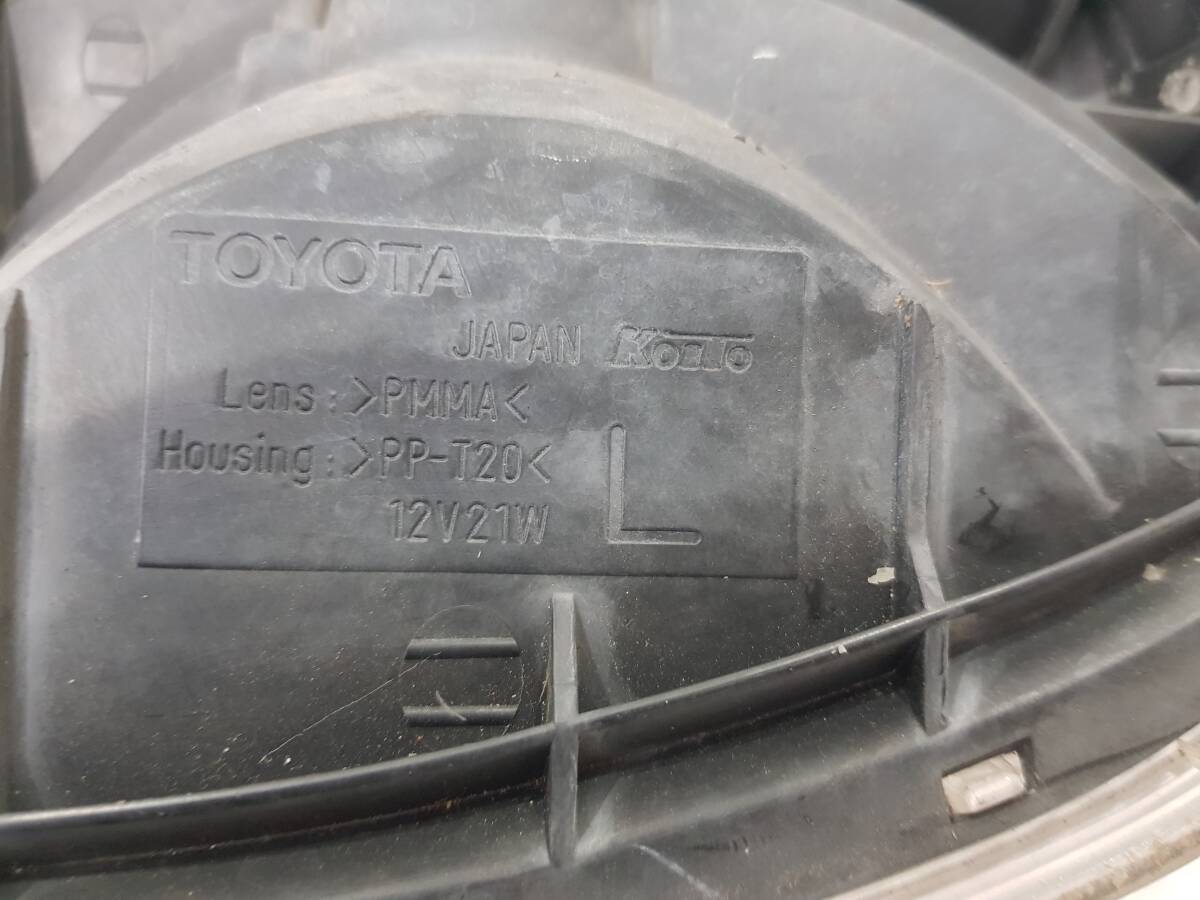 TOYOTA
JAPAN KOITO
Lens:>PMMA<
Housing:>PP-T20<
12V21W
L